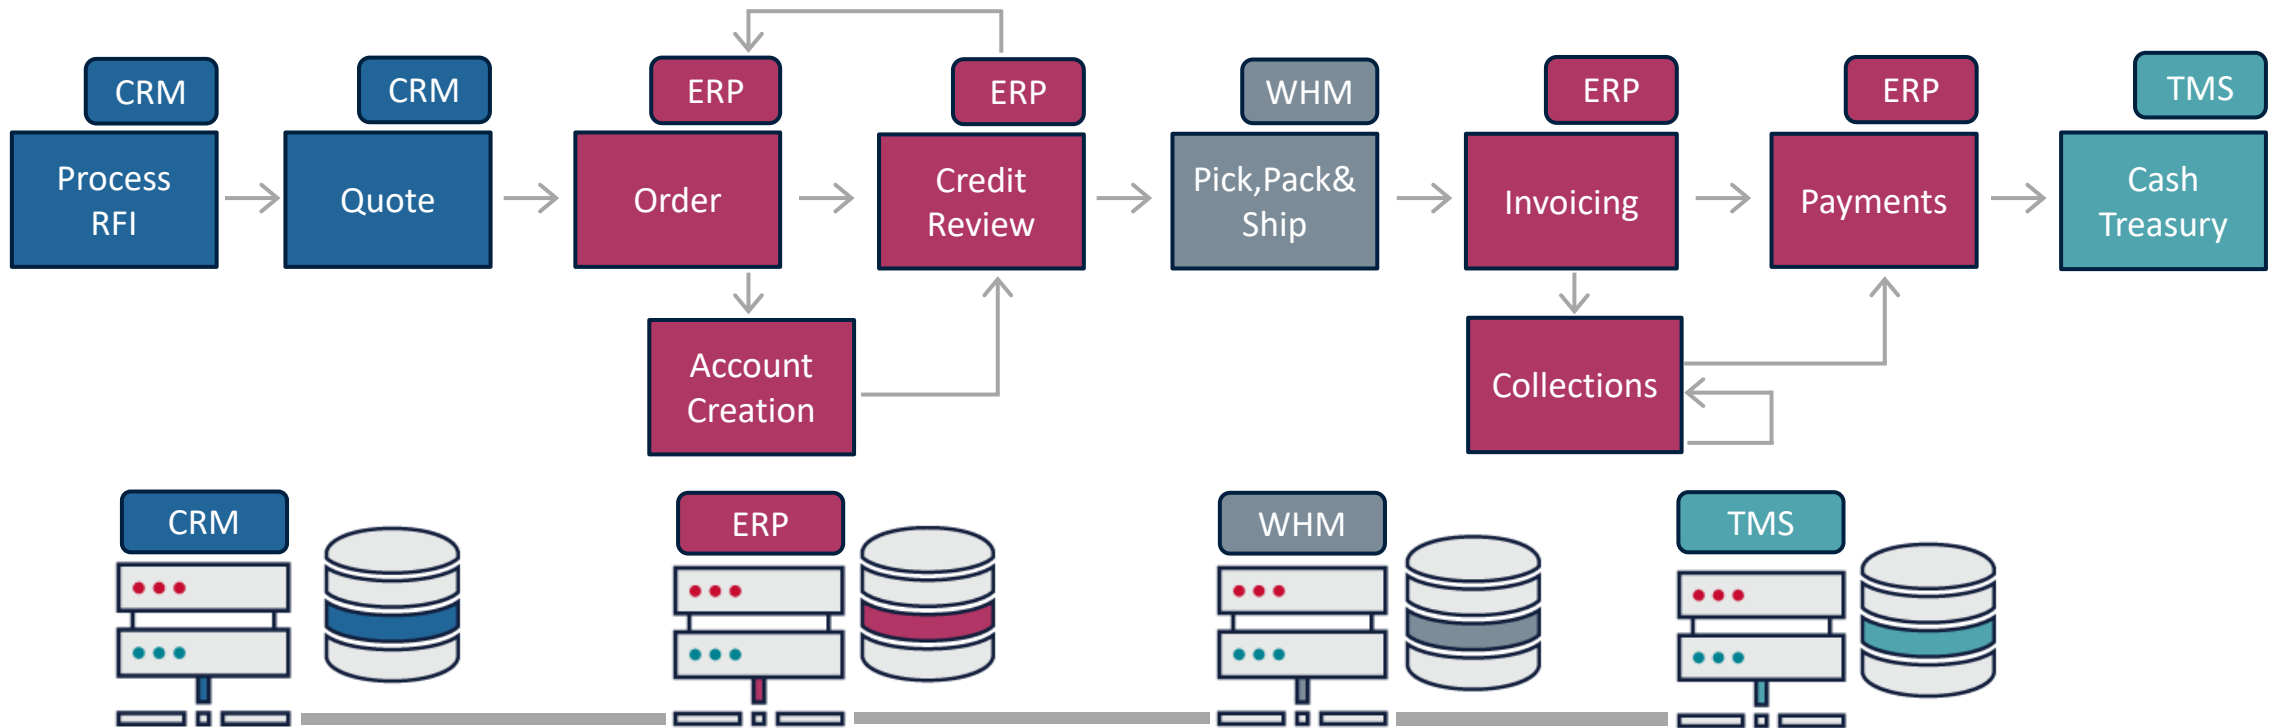 CRM
CRM
ERP
ERP
WHM
ERP
ERP
TMS
Process
RFI
Quote
Order
Credit
Review
Pick,Pack&
Ship
Invoicing
Payments
Cash
Treasury
Account
Creation
Collections
CRM
ERP
WHM
TMS